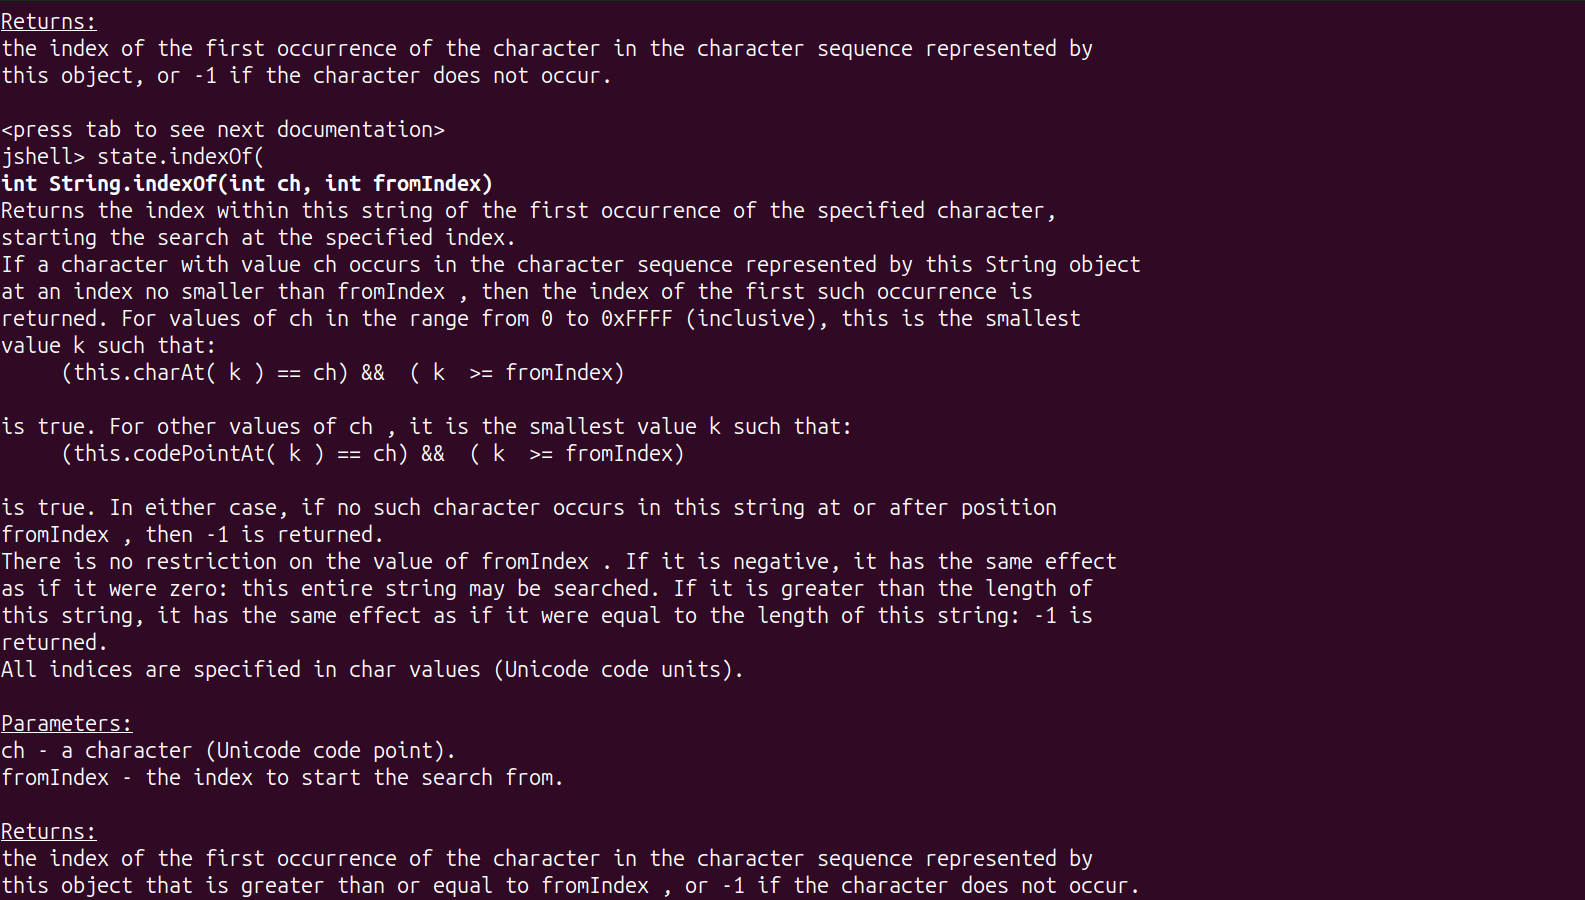 Returns:
the index of the first occurrence of the character in the character sequence represented by
this object, or -1 if the character does not occur.
<press tab to see next documentation>
jshell> state.indexOf(
int String.indexOf(int ch, int fromIndex)
Returns the index within this string of the first occurrence of the specified character,
starting the search at the specified index.
If a character with value ch occurs in the character sequence represented by this String object
at an index no smaller than fromIndex , then the index of the first such occurrence is
returned. For values of ch in the range from 0 to 0xFFFF (inclusive), this is the smallest
value k such that:
     (this.charAt( k ) == ch) &&  ( k  >= fromIndex)
is true. For other values of ch , it is the smallest value k such that:
     (this.codePointAt( k ) == ch) &&  ( k  >= fromIndex)
is true. In either case, if no such character occurs in this string at or after position
fromIndex , then -1 is returned.
There is no restriction on the value of fromIndex . If it is negative, it has the same effect
as if it were zero: this entire string may be searched. If it is greater than the length of
this string, it has the same effect as if it were equal to the length of this string: -1 is
returned.
All indices are specified in char values (Unicode code units).
Parameters:
ch - a character (Unicode code point).
fromIndex - the index to start the search from.
Returns:
the index of the first occurrence of the character in the character sequence represented by
this object that is greater than or equal to fromIndex , or -1 if the character does not occur.